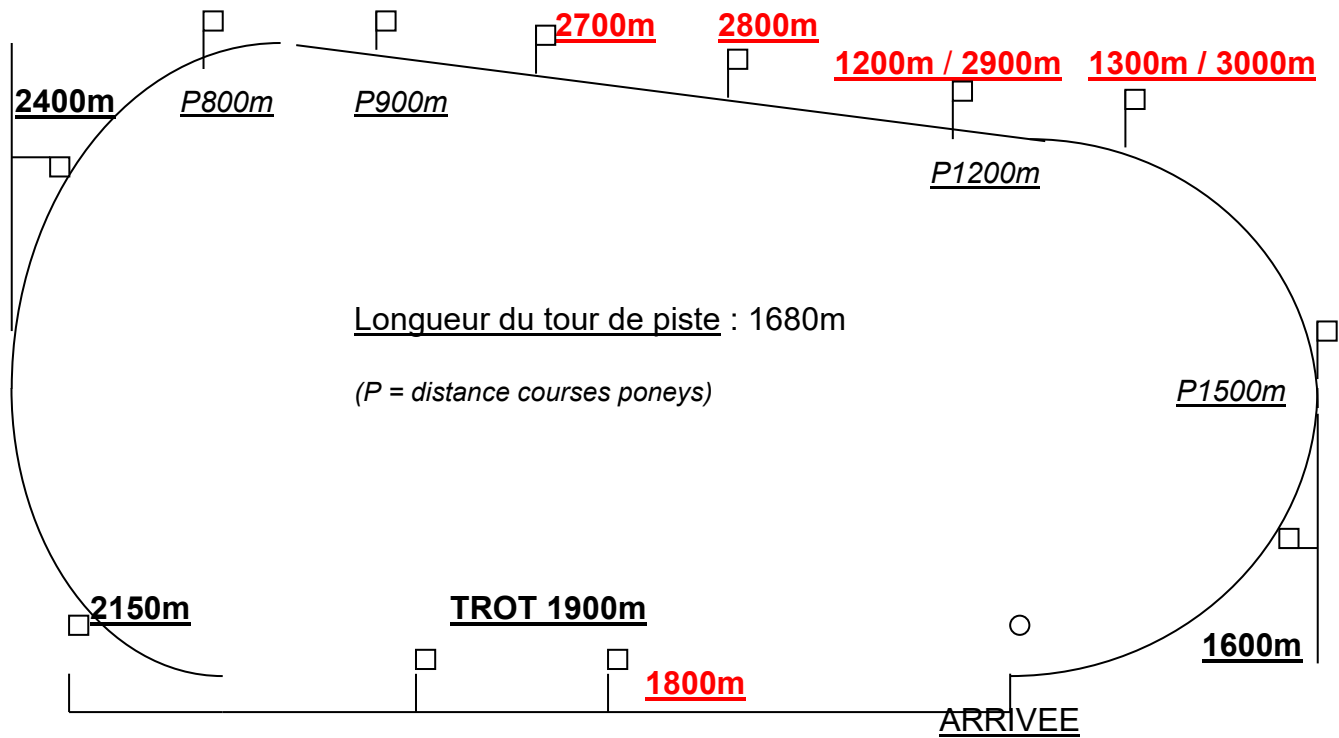 2700m
2800m
1200m / 2900m
1300m / 3000m
2400m
P800m
P900m
P1200m
Longueur du tour de piste : 1680m
(P = distance courses poneys)
P1500m
2150m
TROT 1900m
1600m
1800m
ARRIVEE